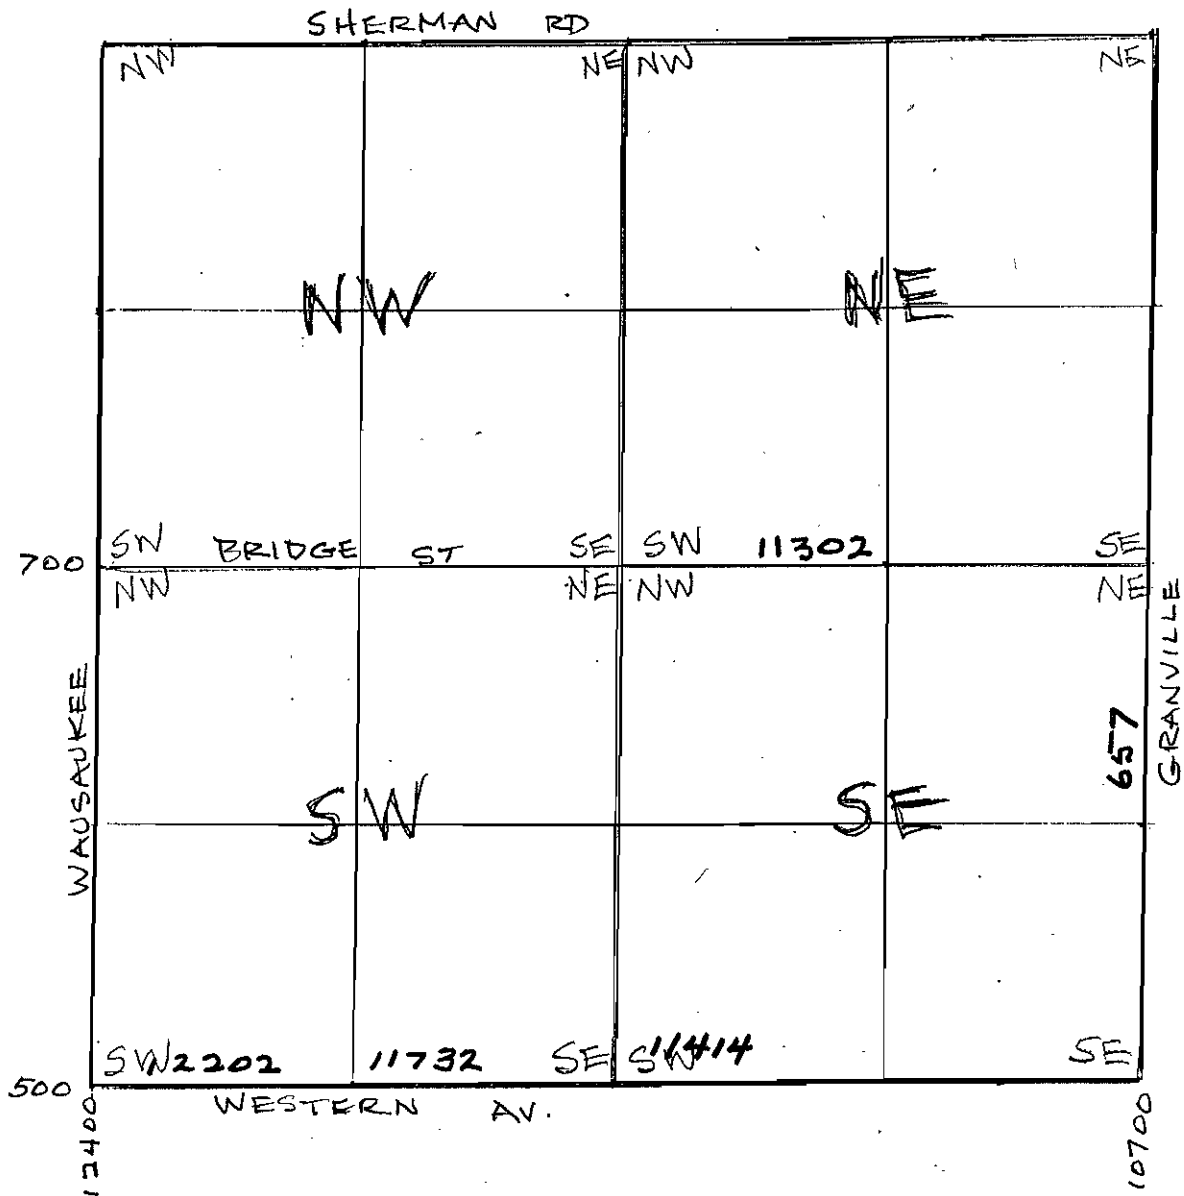 SHERMAN RD
NW NE NW NE
NW NE
SW BRIDGE ST SE SW 11302 SE
700
NW NE NW NE
WAUSAUKEE
GRANVILLE
657
SW SE
SW 2202 11732 SE SW 11414 SE
500
WESTERN AV.
12400
10700